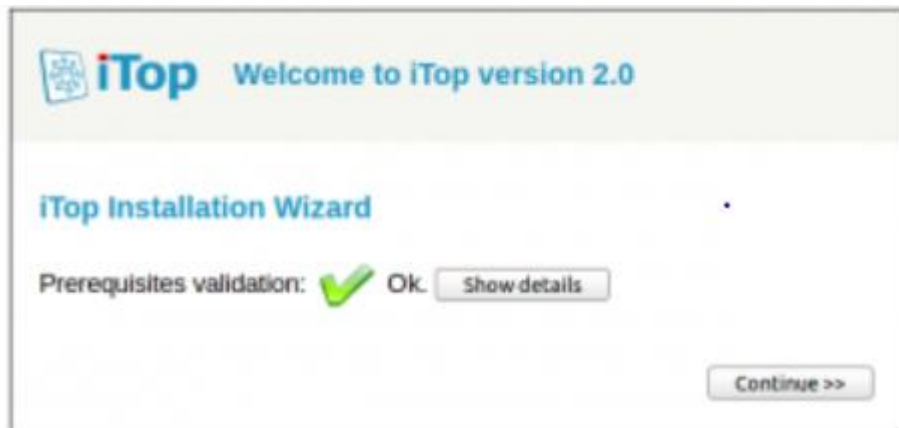 iTop Welcome to iTop version 2.0
iTop Installation Wizard
Prerequisites validation: Ok. Show details
Continue >>